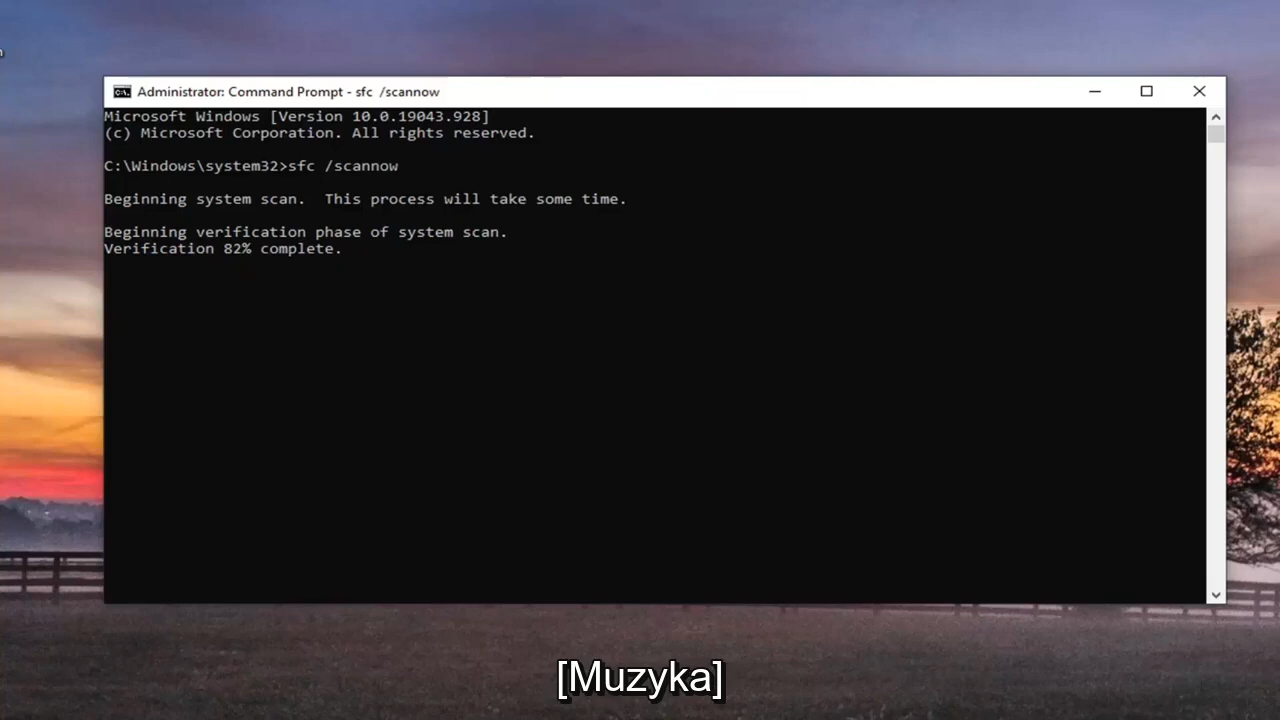 Administrator: Command Prompt - sfc  /scannow
Microsoft Windows [Version 10.0.19043.928]
(c) Microsoft Corporation. All rights reserved.
C:\Windows\system32>sfc /scannow
Beginning system scan.  This process will take some time.
Beginning verification phase of system scan.
Verification 82% complete.
[Muzyka]